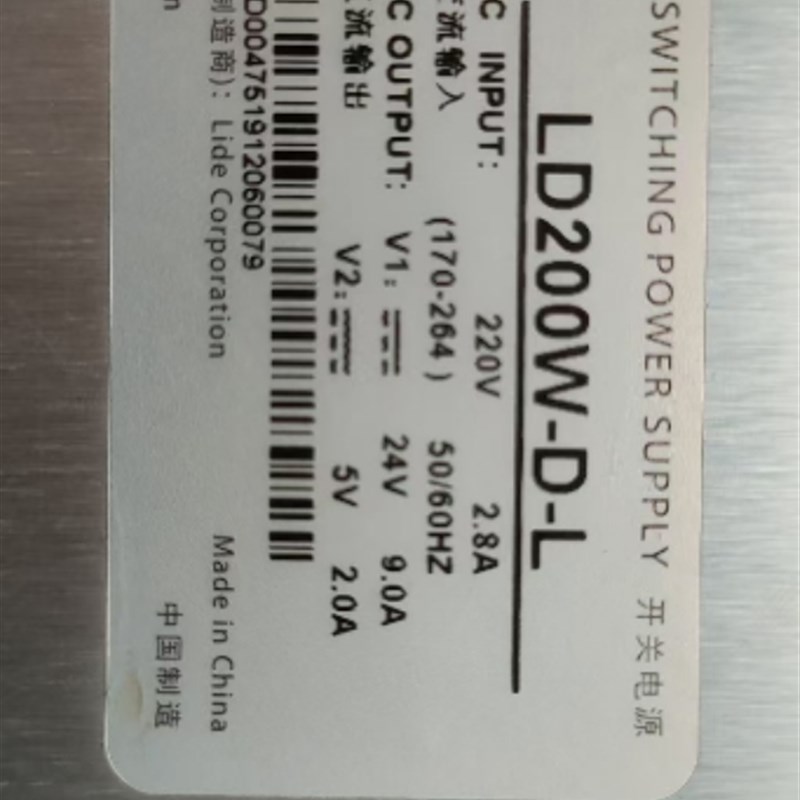 SWITCHING POWER SUPPLY 开关电源
LD200W-D-L
C INPUT: 220V 2.8A
流输入 (170-264) 50/60HZ
C OUTPUT: V1: 24V 9.0A
流输出 V2: 5V 2.0A
D004751912060079
制造商): Lide Corporation Made in China
中国制造